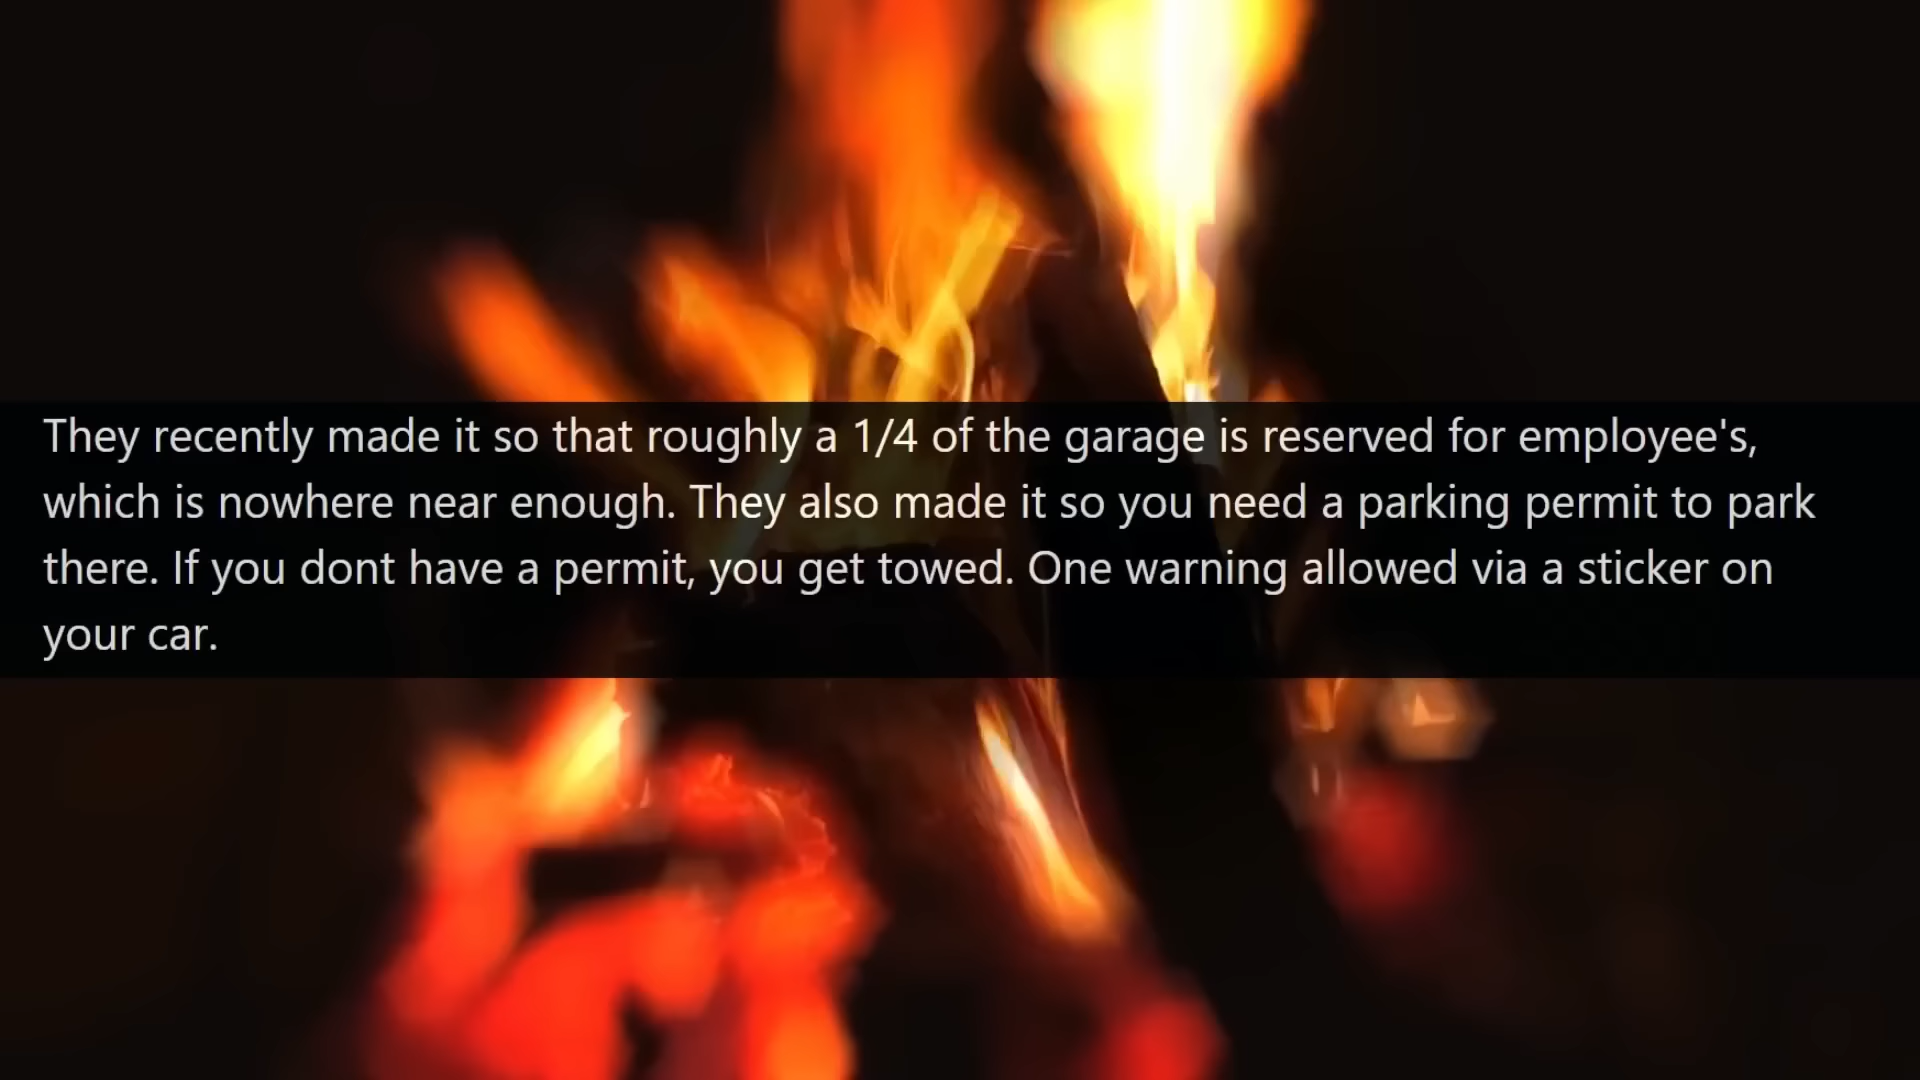 They recently made it so that roughly a 1/4 of the garage is reserved for employee's,
which is nowhere near enough. They also made it so you need a parking permit to park
there. If you dont have a permit, you get towed. One warning allowed via a sticker on
your car.